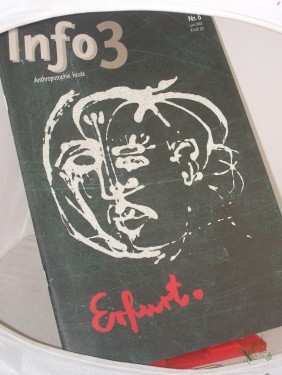 Info3
Anthroposophie heute
Nr. 6
Erfurt.